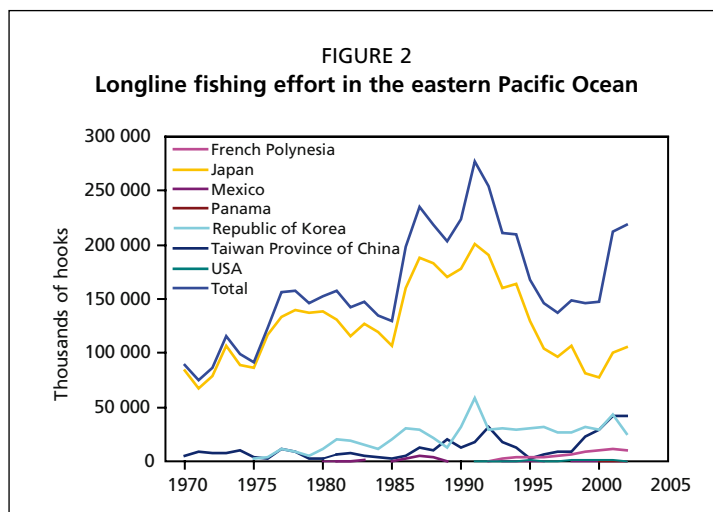 FIGURE 2
Longline fishing effort in the eastern Pacific Ocean
Thousands of hooks
300 000
250 000
200 000
150 000
100 000
50 000
0
French Polynesia
Japan
Mexico
Panama
Republic of Korea
Taiwan Province of China
USA
Total
1970 1975 1980 1985 1990 1995 2000 2005